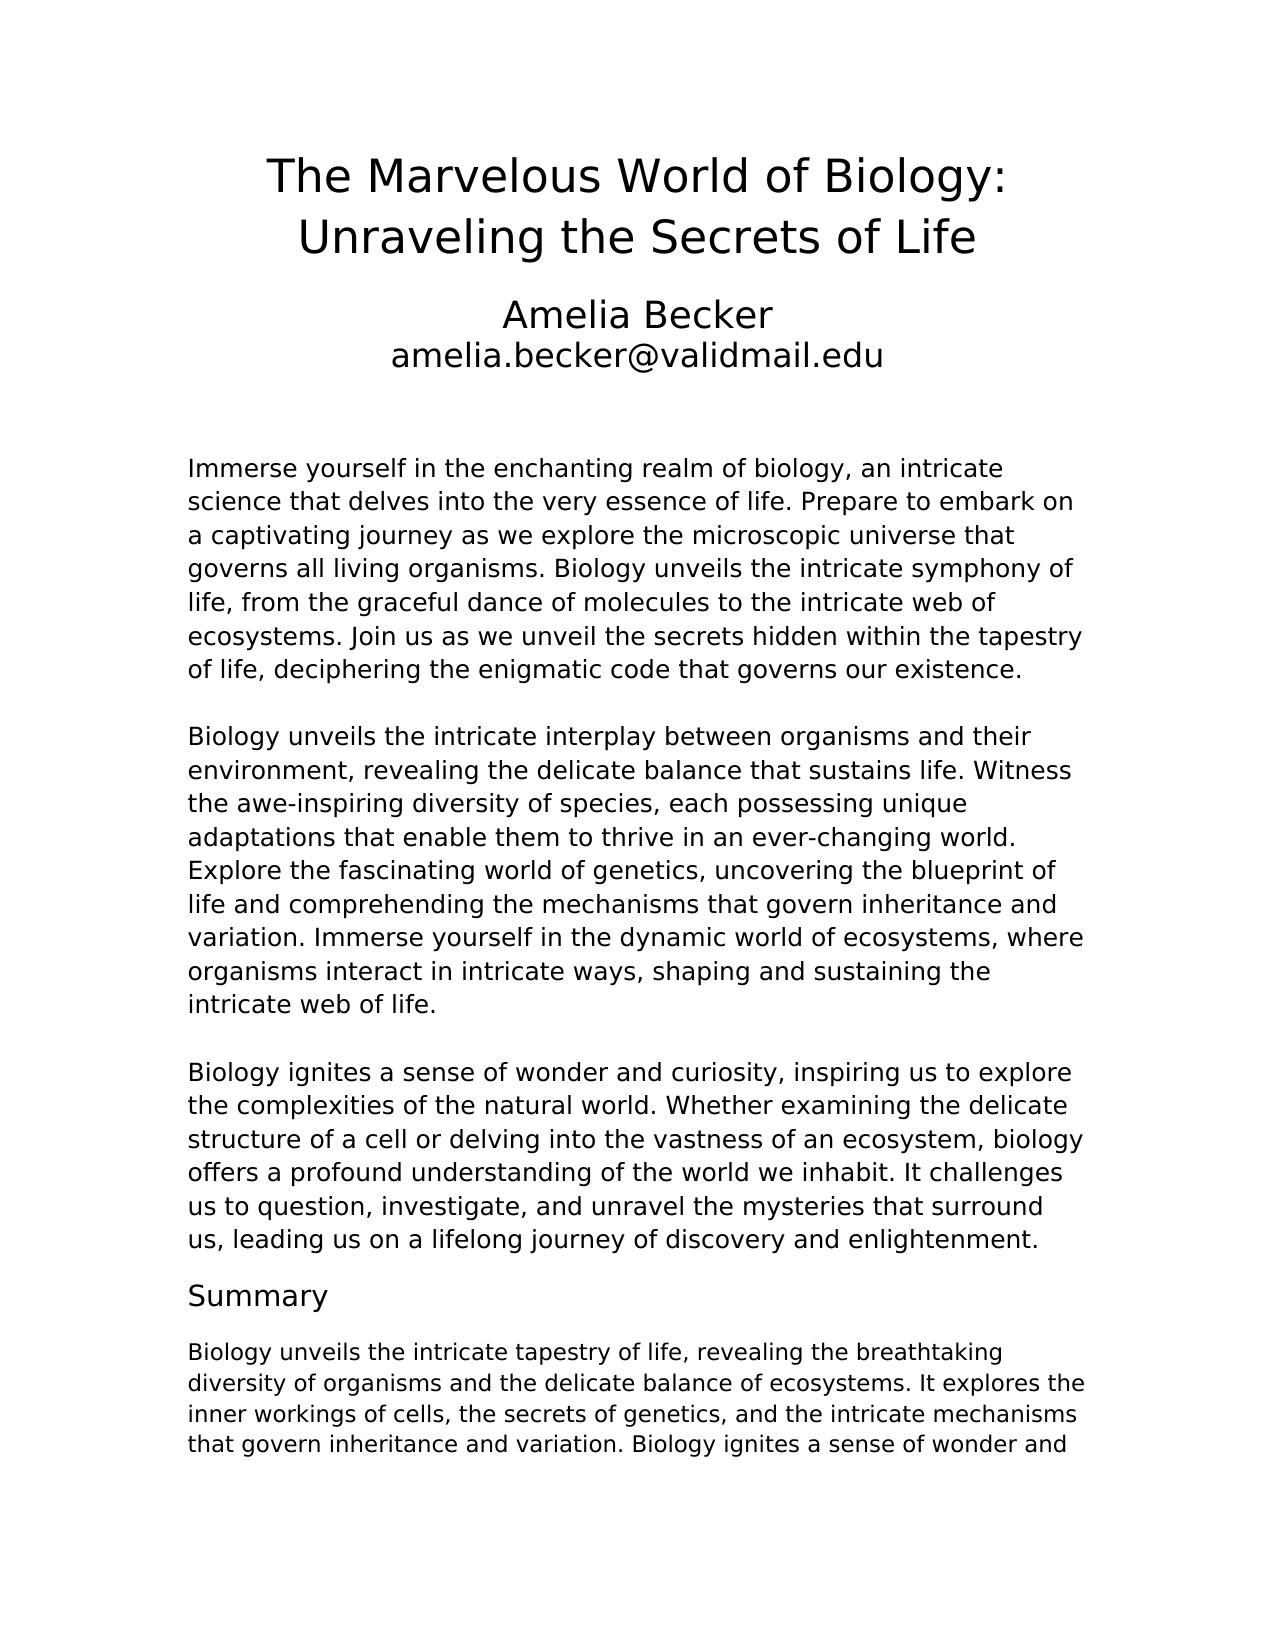 The Marvelous World of Biology:
Unraveling the Secrets of Life
Amelia Becker
amelia.becker@validmail.edu
Immerse yourself in the enchanting realm of biology, an intricate
science that delves into the very essence of life. Prepare to embark on
a captivating journey as we explore the microscopic universe that
governs all living organisms. Biology unveils the intricate symphony of
life, from the graceful dance of molecules to the intricate web of
ecosystems. Join us as we unveil the secrets hidden within the tapestry
of life, deciphering the enigmatic code that governs our existence.
Biology unveils the intricate interplay between organisms and their
environment, revealing the delicate balance that sustains life. Witness
the awe-inspiring diversity of species, each possessing unique
adaptations that enable them to thrive in an ever-changing world.
Explore the fascinating world of genetics, uncovering the blueprint of
life and comprehending the mechanisms that govern inheritance and
variation. Immerse yourself in the dynamic world of ecosystems, where
organisms interact in intricate ways, shaping and sustaining the
intricate web of life.
Biology ignites a sense of wonder and curiosity, inspiring us to explore
the complexities of the natural world. Whether examining the delicate
structure of a cell or delving into the vastness of an ecosystem, biology
offers a profound understanding of the world we inhabit. It challenges
us to question, investigate, and unravel the mysteries that surround
us, leading us on a lifelong journey of discovery and enlightenment.
Summary
Biology unveils the intricate tapestry of life, revealing the breathtaking
diversity of organisms and the delicate balance of ecosystems. It explores the
inner workings of cells, the secrets of genetics, and the intricate mechanisms
that govern inheritance and variation. Biology ignites a sense of wonder and